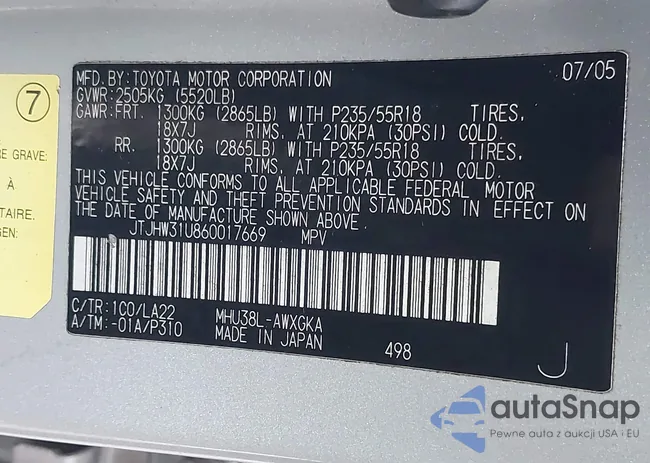 MFD.BY:TOYOTA MOTOR CORPORATION 07/05
GVWR:2505KG (5520LB)
GAWR:FRT. 1300KG (2865LB) WITH P235/55R18 TIRES,
18X7J RIMS, AT 210KPA (30PSI) COLD.
RR. 1300KG (2865LB) WITH P235/55R18 TIRES,
18X7J RIMS, AT 210KPA (30PSI) COLD.
THIS VEHICLE CONFORMS TO ALL APPLICABLE FEDERAL MOTOR
VEHICLE SAFETY AND THEFT PREVENTION STANDARDS IN EFFECT ON
THE DATE OF MANUFACTURE SHOWN ABOVE.
JTJHW31U860017669 MPV
C/TR:1C0/LA22 MHU38L-AWXGKA
A/TM:-01A/P310 MADE IN JAPAN 498 J
7
RE GRAVE:
À
TAIRE.
EN:
autaSnap
Pewne auta z aukcji USA i EU